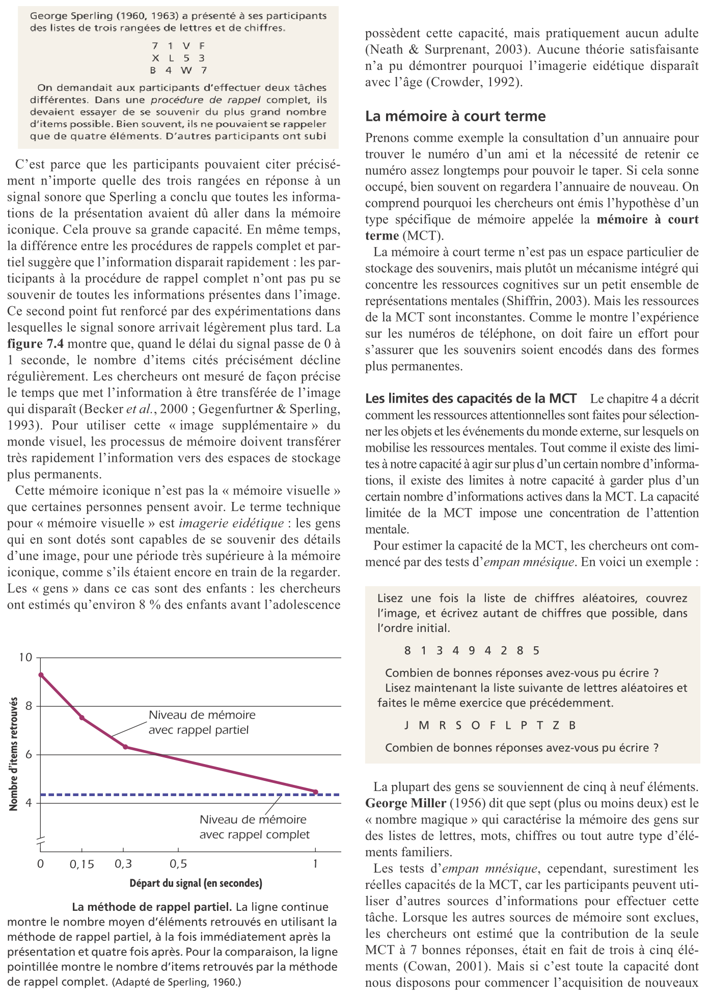 George Sperling (1960, 1963) a présenté à ses participants
des listes de trois rangées de lettres et de chiffres.
7 1 V F
X L 5 3
B 4 W 7
On demandait aux participants d'effectuer deux tâches
différentes. Dans une procédure de rappel complet, ils
devaient essayer de se souvenir du plus grand nombre
d'items possible. Bien souvent, ils ne pouvaient se rappeler
que de quatre éléments. D'autres participants ont subi
C'est parce que les participants pouvaient citer précisé-
ment n'importe quelle des trois rangées en réponse à un
signal sonore que Sperling a conclu que toutes les informa-
tions de la présentation avaient dû aller dans la mémoire
iconique. Cela prouve sa grande capacité. En même temps,
la différence entre les procédures de rappels complet et par-
tiel suggère que l'information disparait rapidement : les par-
ticipants à la procédure de rappel complet n'ont pas pu se
souvenir de toutes les informations présentes dans l'image.
Ce second point fut renforcé par des expérimentations dans
lesquelles le signal sonore arrivait légèrement plus tard. La
figure 7.4 montre que, quand le délai du signal passe de 0 à
1 seconde, le nombre d'items cités précisément décline
régulièrement. Les chercheurs ont mesuré de façon précise
le temps que met l'information à être transférée de l'image
qui disparaît (Becker et al., 2000 ; Gegenfurtner & Sperling,
1993). Pour utiliser cette « image supplémentaire » du
monde visuel, les processus de mémoire doivent transférer
très rapidement l'information vers des espaces de stockage
plus permanents.
Cette mémoire iconique n'est pas la « mémoire visuelle »
que certaines personnes pensent avoir. Le terme technique
pour « mémoire visuelle » est imagerie eidétique : les gens
qui en sont dotés sont capables de se souvenir des détails
d'une image, pour une période très supérieure à la mémoire
iconique, comme s'ils étaient encore en train de la regarder.
Les « gens » dans ce cas sont des enfants : les chercheurs
ont estimés qu'environ 8 % des enfants avant l'adolescence
10
8
6
4
Nombre d'items retrouvés
Niveau de mémoire
avec rappel partiel
Niveau de mémoire
avec rappel complet
0 0,15 0,3 0,5 1
Départ du signal (en secondes)
La méthode de rappel partiel. La ligne continue
montre le nombre moyen d'éléments retrouvés en utilisant la
méthode de rappel partiel, à la fois immédiatement après la
présentation et quatre fois après. Pour la comparaison, la ligne
pointillée montre le nombre d'items retrouvés par la méthode
de rappel complet. (Adapté de Sperling, 1960.)
possèdent cette capacité, mais pratiquement aucun adulte
(Neath & Surprenant, 2003). Aucune théorie satisfaisante
n'a pu démontrer pourquoi l'imagerie eidétique disparaît
avec l'âge (Crowder, 1992).
La mémoire à court terme
Prenons comme exemple la consultation d'un annuaire pour
trouver le numéro d'un ami et la nécessité de retenir ce
numéro assez longtemps pour pouvoir le taper. Si cela sonne
occupé, bien souvent on regardera l'annuaire de nouveau. On
comprend pourquoi les chercheurs ont émis l'hypothèse d'un
type spécifique de mémoire appelée la mémoire à court
terme (MCT).
La mémoire à court terme n'est pas un espace particulier de
stockage des souvenirs, mais plutôt un mécanisme intégré qui
concentre les ressources cognitives sur un petit ensemble de
représentations mentales (Shiffrin, 2003). Mais les ressources
de la MCT sont inconstantes. Comme le montre l'expérience
sur les numéros de téléphone, on doit faire un effort pour
s'assurer que les souvenirs soient encodés dans des formes
plus permanentes.
Les limites des capacités de la MCT Le chapitre 4 a décrit
comment les ressources attentionnelles sont faites pour sélection-
ner les objets et les événements du monde externe, sur lesquels on
mobilise les ressources mentales. Tout comme il existe des limi-
tes à notre capacité à agir sur plus d'un certain nombre d'informa-
tions, il existe des limites à notre capacité à garder plus d'un
certain nombre d'informations actives dans la MCT. La capacité
limitée de la MCT impose une concentration de l'attention
mentale.
Pour estimer la capacité de la MCT, les chercheurs ont com-
mencé par des tests d'empan mnésique. En voici un exemple :
Lisez une fois la liste de chiffres aléatoires, couvrez
l'image, et écrivez autant de chiffres que possible, dans
l'ordre initial.
8 1 3 4 9 4 2 8 5
Combien de bonnes réponses avez-vous pu écrire ?
Lisez maintenant la liste suivante de lettres aléatoires et
faites le même exercice que précédemment.
J M R S O F L P T Z B
Combien de bonnes réponses avez-vous pu écrire ?
La plupart des gens se souviennent de cinq à neuf éléments.
George Miller (1956) dit que sept (plus ou moins deux) est le
« nombre magique » qui caractérise la mémoire des gens sur
des listes de lettres, mots, chiffres ou tout autre type d'élé-
ments familiers.
Les tests d'empan mnésique, cependant, surestiment les
réelles capacités de la MCT, car les participants peuvent uti-
liser d'autres sources d'informations pour effectuer cette
tâche. Lorsque les autres sources de mémoire sont exclues,
les chercheurs ont estimé que la contribution de la seule
MCT à 7 bonnes réponses, était en fait de trois à cinq élé-
ments (Cowan, 2001). Mais si c'est toute la capacité dont
nous disposons pour commencer l'acquisition de nouveaux